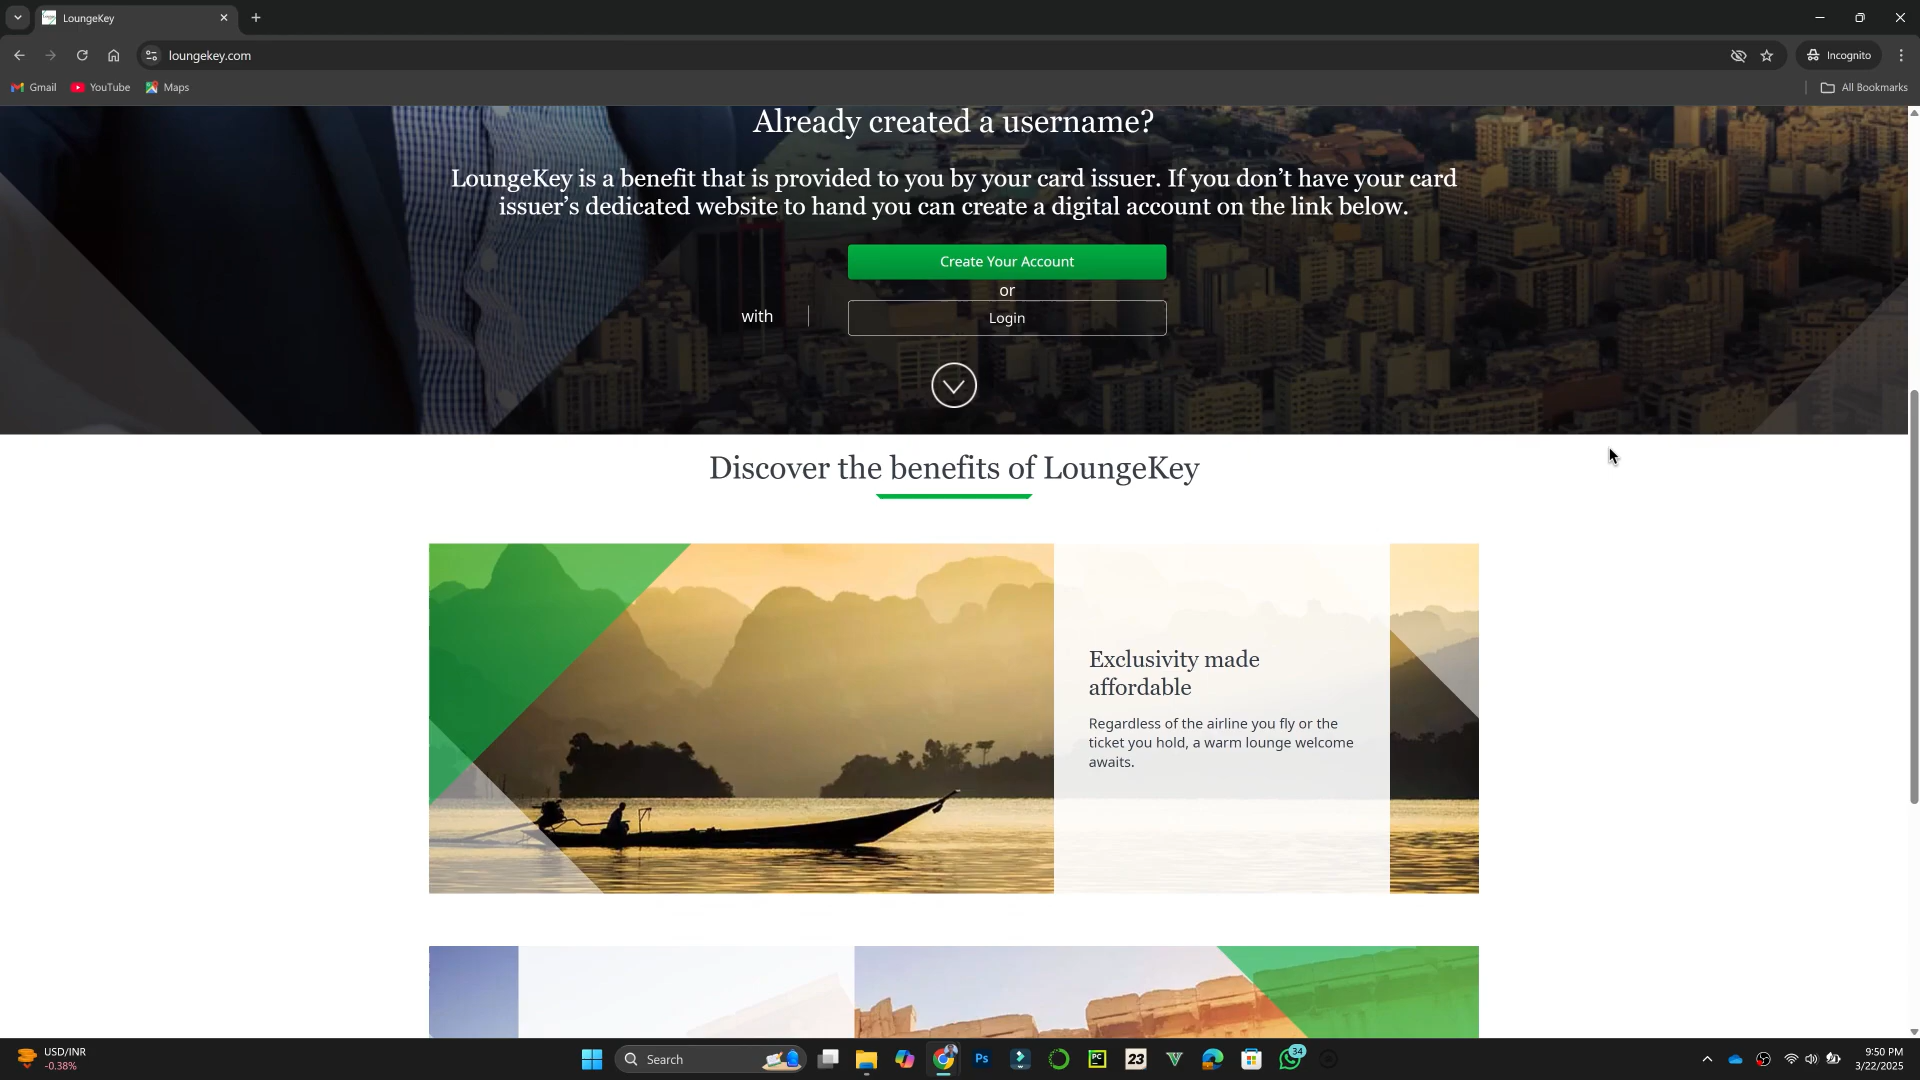 LoungeKey
loungekey.com
Incognito
Gmail
YouTube
Maps
All Bookmarks
Already created a username?
LoungeKey is a benefit that is provided to you by your card issuer. If you don’t have your card
issuer’s dedicated website to hand you can create a digital account on the link below.
Create Your Account
or
with
Login
Discover the benefits of LoungeKey
Exclusivity made
affordable
Regardless of the airline you fly or the
ticket you hold, a warm lounge welcome
awaits.
USD/INR
-0.38%
Search
Ps
PC
23
34
9:50 PM
3/22/2025